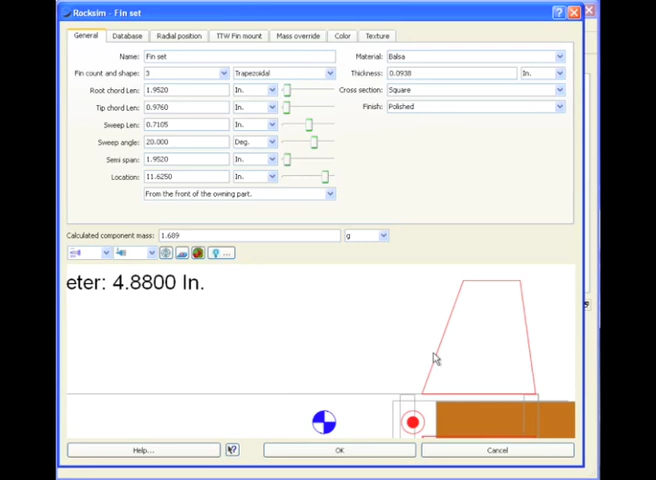 Rocksim - Fin set
General Database Radial position TTW Fin mount Mass override Color Texture
Name: Fin set
Material: Balsa
Fin count and shape: 3 Trapezoidal
Thickness: 0.0938 In.
Root chord Len: 1.9520 In.
Cross section: Square
Tip chord Len: 0.9760 In.
Finish: Polished
Sweep Len: 0.7105 In.
Sweep angle: 20.000 Deg.
Semi span: 1.9520 In.
Location: 11.6250 In.
From the front of the owning part.
Calculated component mass: 1.689 g
...
eter: 4.8800 In.
Help... ? OK Cancel